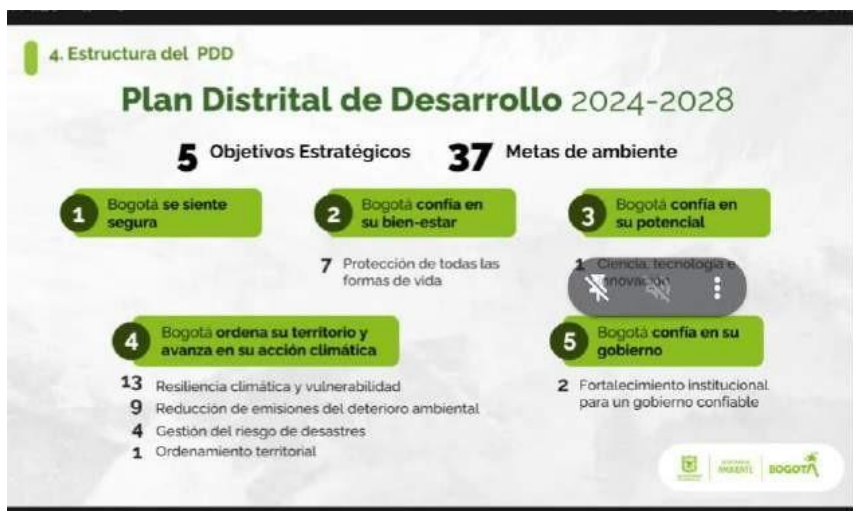 4. Estructura del PDD
Plan Distrital de Desarrollo 2024-2028
5 Objetivos Estratégicos 37 Metas de ambiente
1 Bogotá se siente
segura
2 Bogotá confía en
su bien-estar
3 Bogotá confía en
su potencial
7 Protección de todas las
formas de vida
1 Ciencia, tecnología e
innovación
4 Bogotá ordena su territorio y
avanza en su acción climática
5 Bogotá confía en su
gobierno
13 Resiliencia climática y vulnerabilidad
9 Reducción de emisiones del deterioro ambiental
4 Gestión del riesgo de desastres
1 Ordenamiento territorial
2 Fortalecimiento institucional
para un gobierno confiable
AMBIENTE
BOGOTÁ